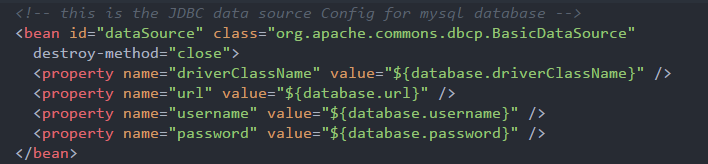 <!-- this is the JDBC data source Config for mysql database -->
<bean id="dataSource" class="org.apache.commons.dbcp.BasicDataSource"
destroy-method="close">
<property name="driverClassName" value="${database.driverClassName}" />
<property name="url" value="${database.url}" />
<property name="username" value="${database.username}" />
<property name="password" value="${database.password}" />
</bean>